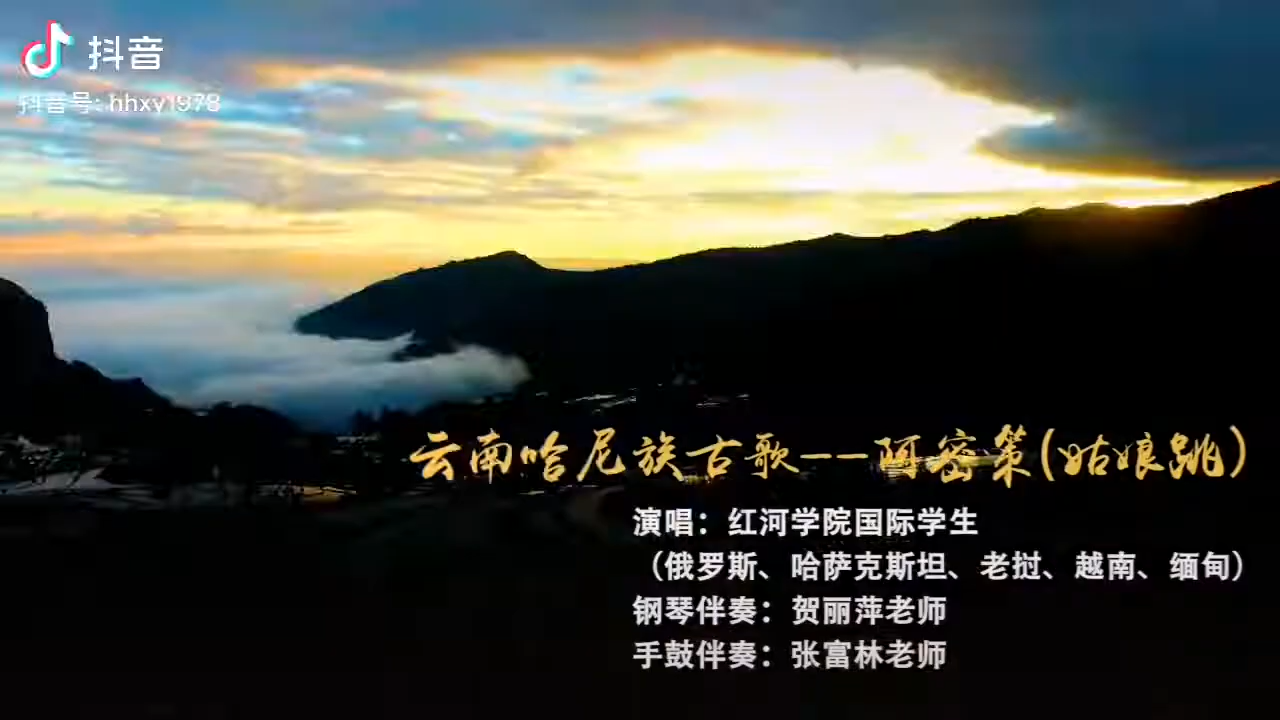 抖音
抖音号: hhxy1978
云南哈尼族古歌--阿密策(姑娘跳)
演唱：红河学院国际学生
（俄罗斯、哈萨克斯坦、老挝、越南、缅甸）
钢琴伴奏：贺丽萍老师
手鼓伴奏：张富林老师